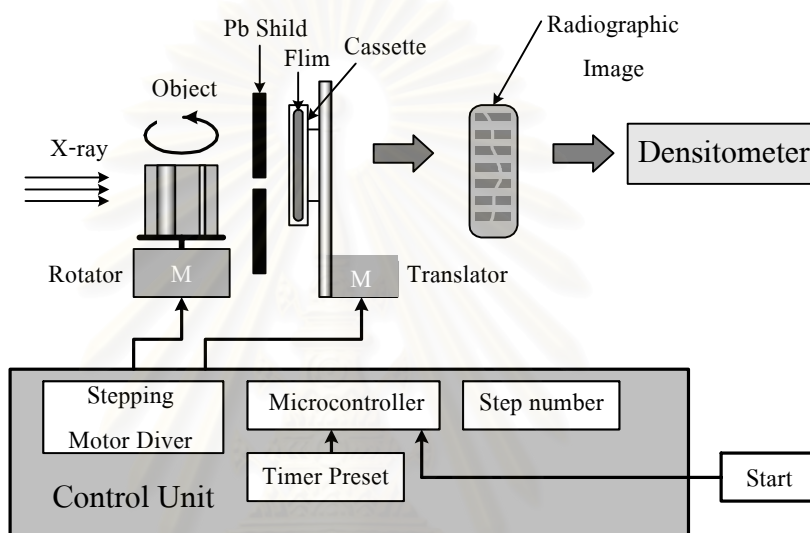 Pb Shild
Flim
Cassette
Radiographic
Image
Object
X-ray
Densitometer
Rotator
M
M
Translator
Stepping
Motor Diver
Microcontroller
Step number
Timer Preset
Start
Control Unit